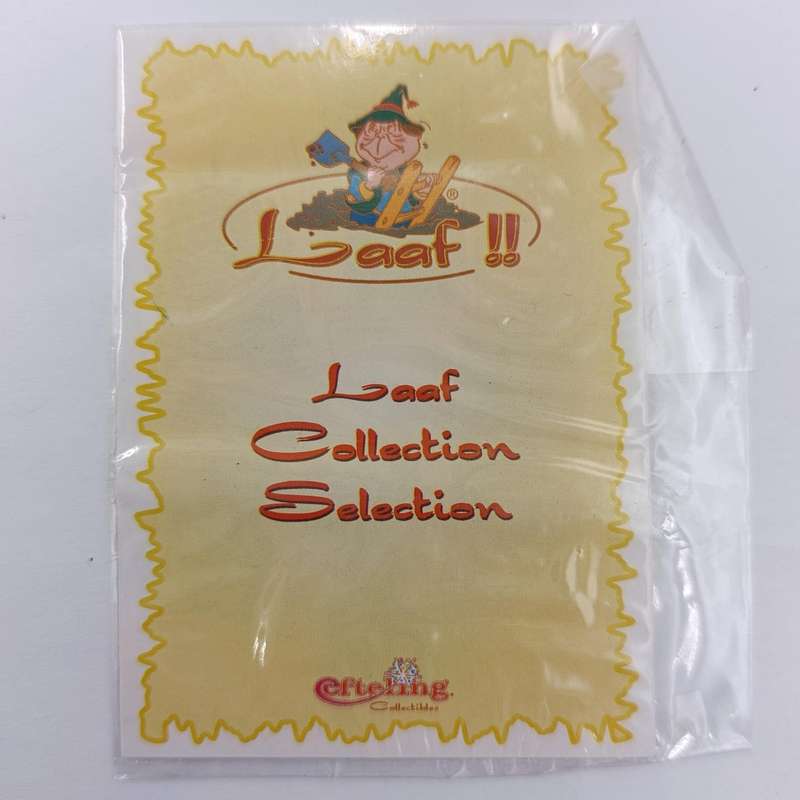 Laaf !!
®
Laaf
Collection
Selection
efteling
Collectibles